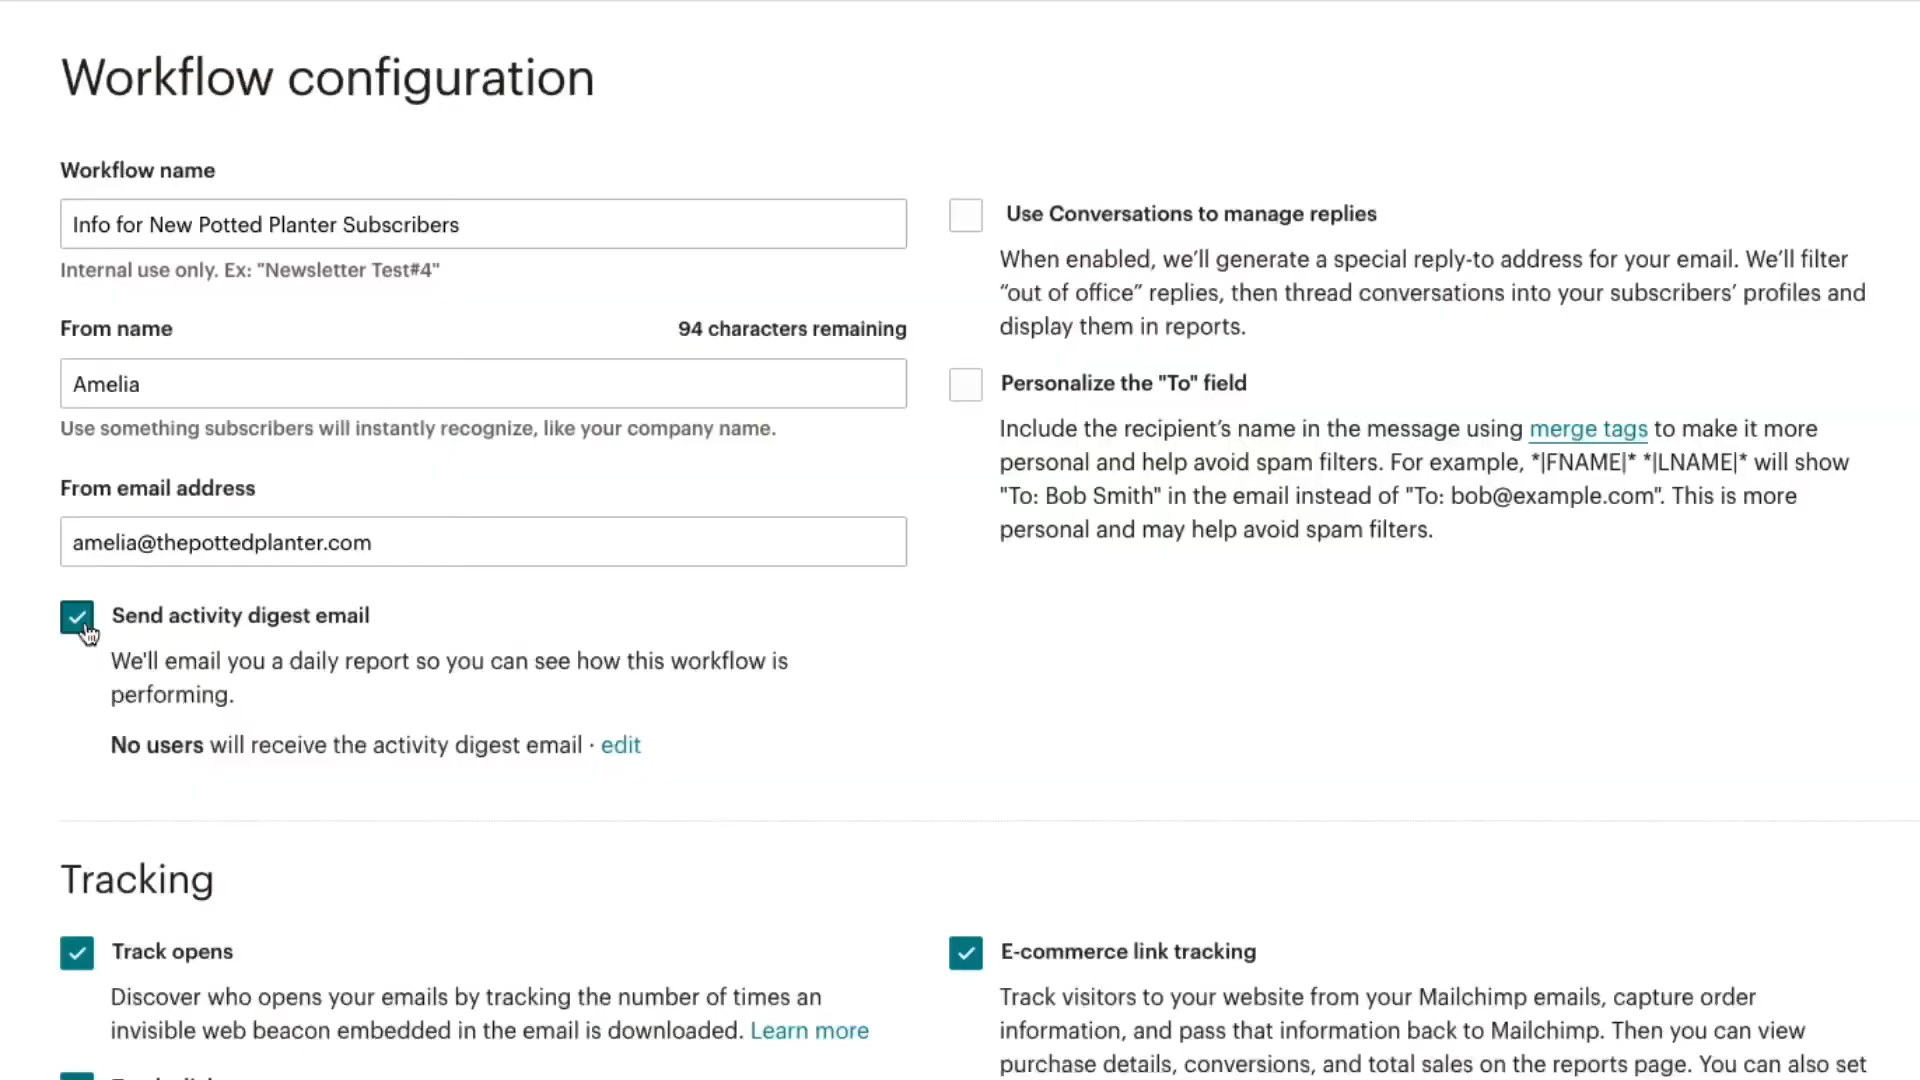 Workflow configuration
Workflow name
Info for New Potted Planter Subscribers
Internal use only. Ex: "Newsletter Test#4"
From name
94 characters remaining
Amelia
Use something subscribers will instantly recognize, like your company name.
From email address
amelia@thepottedplanter.com
Send activity digest email
We'll email you a daily report so you can see how this workflow is
performing.
No users will receive the activity digest email · edit
Use Conversations to manage replies
When enabled, we’ll generate a special reply-to address for your email. We’ll filter
“out of office” replies, then thread conversations into your subscribers’ profiles and
display them in reports.
Personalize the "To" field
Include the recipient’s name in the message using merge tags to make it more
personal and help avoid spam filters. For example, *|FNAME|* *|LNAME|* will show
"To: Bob Smith" in the email instead of "To: bob@example.com". This is more
personal and may help avoid spam filters.
Tracking
Track opens
Discover who opens your emails by tracking the number of times an
invisible web beacon embedded in the email is downloaded. Learn more
E-commerce link tracking
Track visitors to your website from your Mailchimp emails, capture order
information, and pass that information back to Mailchimp. Then you can view
purchase details, conversions, and total sales on the reports page. You can also set